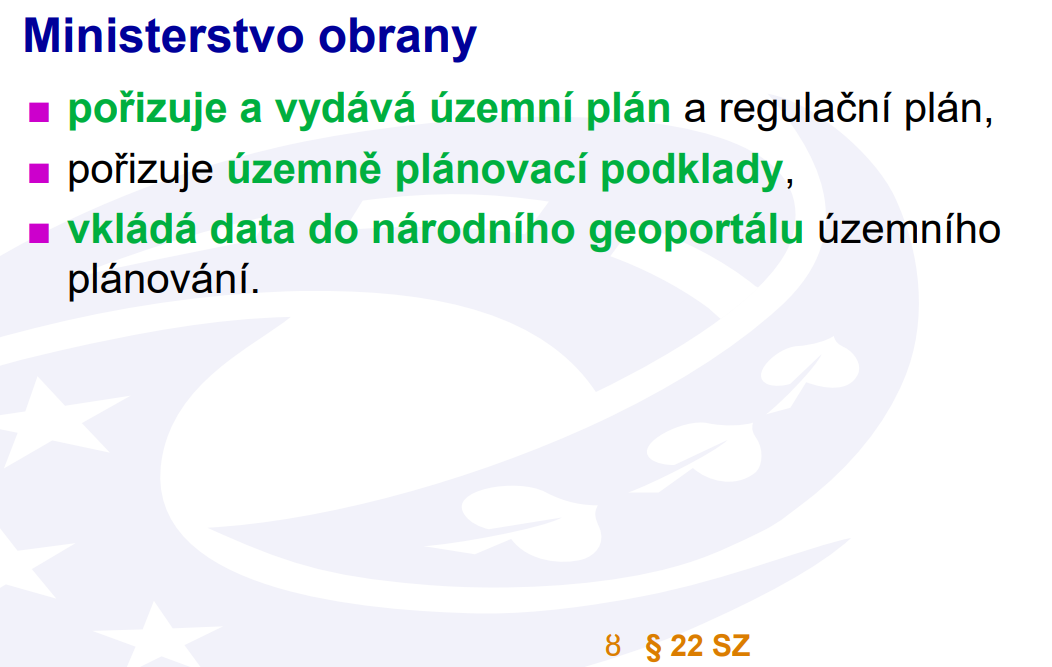 Ministerstvo obrany
■ pořizuje a vydává územní plán a regulační plán,
■ pořizuje územně plánovací podklady,
■ vkládá data do národního geoportálu územního
plánování.
8 § 22 SZ